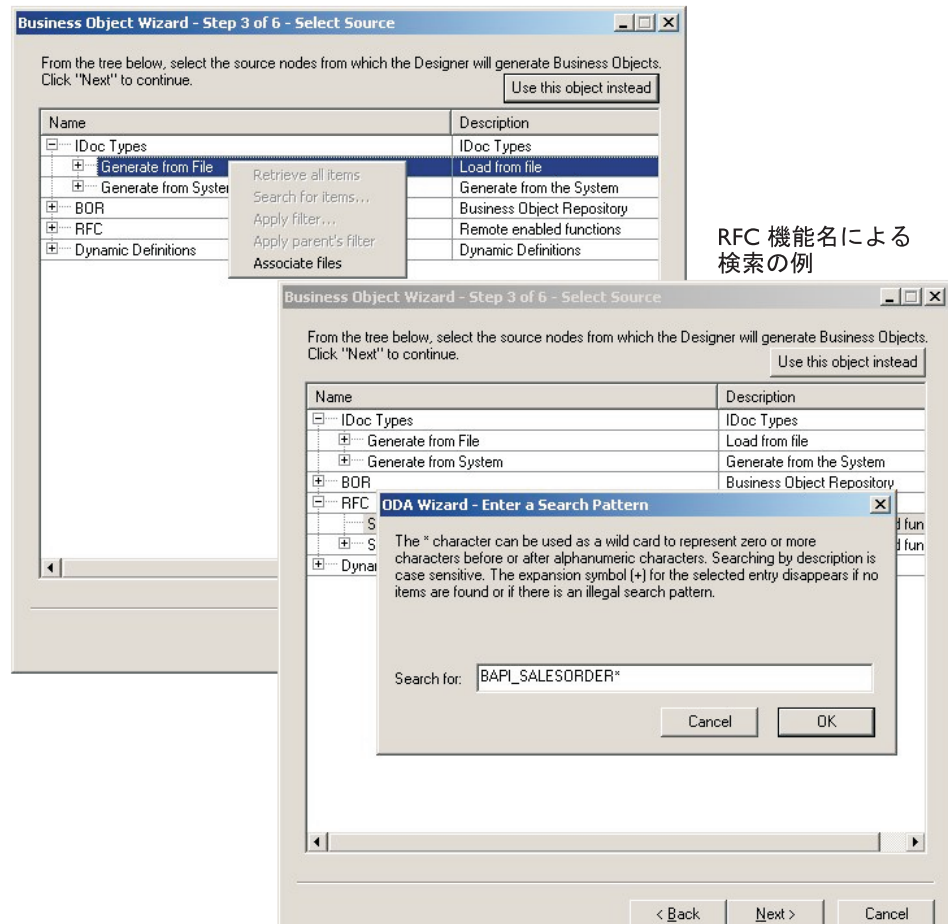 Business Object Wizard - Step 3 of 6 - Select Source
From the tree below, select the source nodes from which the Designer will generate Business Objects.
Click "Next" to continue.
Use this object instead
Name Description
IDoc Types IDoc Types
Generate from File Load from file
Generate from System Generate from the System
BOR Business Object Repository
RFC Remote enabled functions
Dynamic Definitions Dynamic Definitions
Retrieve all items
Search for items...
Apply filter...
Apply parent's filter
Associate files
RFC 機能名による
検索の例
Business Object Wizard - Step 3 of 6 - Select Source
From the tree below, select the source nodes from which the Designer will generate Business Objects.
Click "Next" to continue.
Use this object instead
Name Description
IDoc Types IDoc Types
Generate from File Load from file
Generate from System Generate from the System
BOR Business Object Repository
RFC
ODA Wizard - Enter a Search Pattern
The * character can be used as a wild card to represent zero or more
characters before or after alphanumeric characters. Searching by description is
case sensitive. The expansion symbol (+) for the selected entry disappears if no
items are found or if there is an illegal search pattern.
Search for: BAPI_SALESORDER*
Cancel OK
< Back Next > Cancel